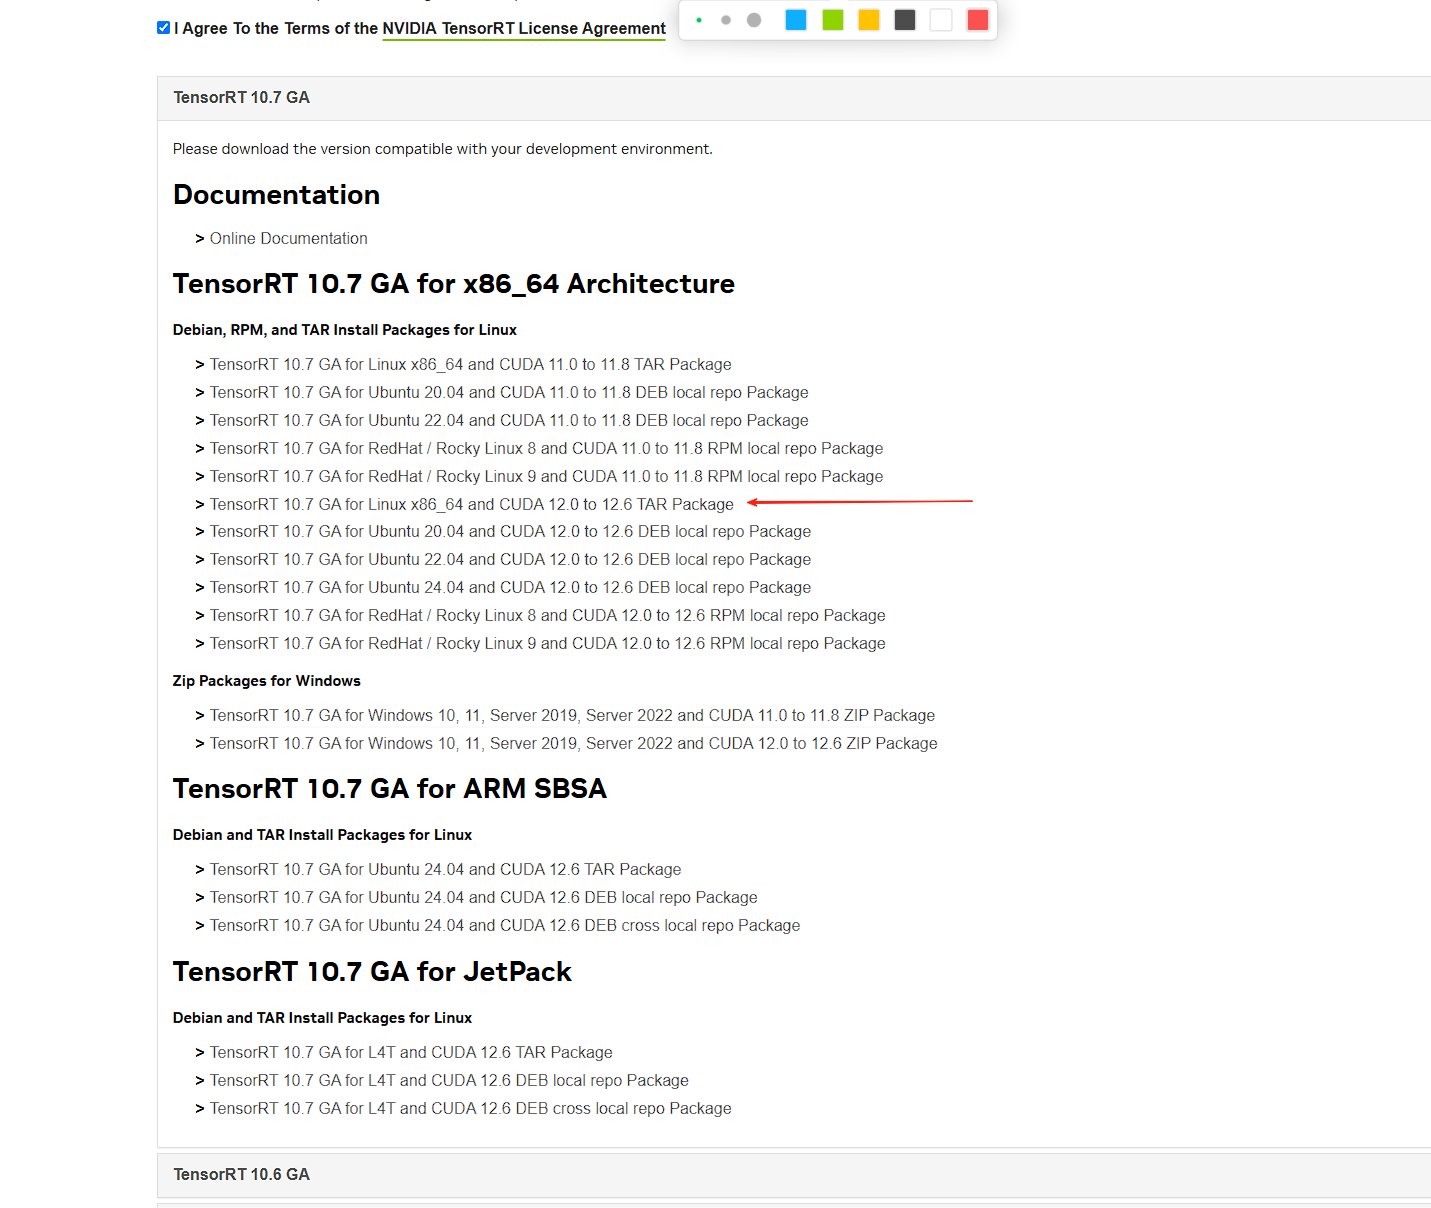 I Agree To the Terms of the NVIDIA TensorRT License Agreement
TensorRT 10.7 GA
Please download the version compatible with your development environment.
Documentation
> Online Documentation
TensorRT 10.7 GA for x86_64 Architecture
Debian, RPM, and TAR Install Packages for Linux
> TensorRT 10.7 GA for Linux x86_64 and CUDA 11.0 to 11.8 TAR Package
> TensorRT 10.7 GA for Ubuntu 20.04 and CUDA 11.0 to 11.8 DEB local repo Package
> TensorRT 10.7 GA for Ubuntu 22.04 and CUDA 11.0 to 11.8 DEB local repo Package
> TensorRT 10.7 GA for RedHat / Rocky Linux 8 and CUDA 11.0 to 11.8 RPM local repo Package
> TensorRT 10.7 GA for RedHat / Rocky Linux 9 and CUDA 11.0 to 11.8 RPM local repo Package
> TensorRT 10.7 GA for Linux x86_64 and CUDA 12.0 to 12.6 TAR Package
> TensorRT 10.7 GA for Ubuntu 20.04 and CUDA 12.0 to 12.6 DEB local repo Package
> TensorRT 10.7 GA for Ubuntu 22.04 and CUDA 12.0 to 12.6 DEB local repo Package
> TensorRT 10.7 GA for Ubuntu 24.04 and CUDA 12.0 to 12.6 DEB local repo Package
> TensorRT 10.7 GA for RedHat / Rocky Linux 8 and CUDA 12.0 to 12.6 RPM local repo Package
> TensorRT 10.7 GA for RedHat / Rocky Linux 9 and CUDA 12.0 to 12.6 RPM local repo Package
Zip Packages for Windows
> TensorRT 10.7 GA for Windows 10, 11, Server 2019, Server 2022 and CUDA 11.0 to 11.8 ZIP Package
> TensorRT 10.7 GA for Windows 10, 11, Server 2019, Server 2022 and CUDA 12.0 to 12.6 ZIP Package
TensorRT 10.7 GA for ARM SBSA
Debian and TAR Install Packages for Linux
> TensorRT 10.7 GA for Ubuntu 24.04 and CUDA 12.6 TAR Package
> TensorRT 10.7 GA for Ubuntu 24.04 and CUDA 12.6 DEB local repo Package
> TensorRT 10.7 GA for Ubuntu 24.04 and CUDA 12.6 DEB cross local repo Package
TensorRT 10.7 GA for JetPack
Debian and TAR Install Packages for Linux
> TensorRT 10.7 GA for L4T and CUDA 12.6 TAR Package
> TensorRT 10.7 GA for L4T and CUDA 12.6 DEB local repo Package
> TensorRT 10.7 GA for L4T and CUDA 12.6 DEB cross local repo Package
TensorRT 10.6 GA